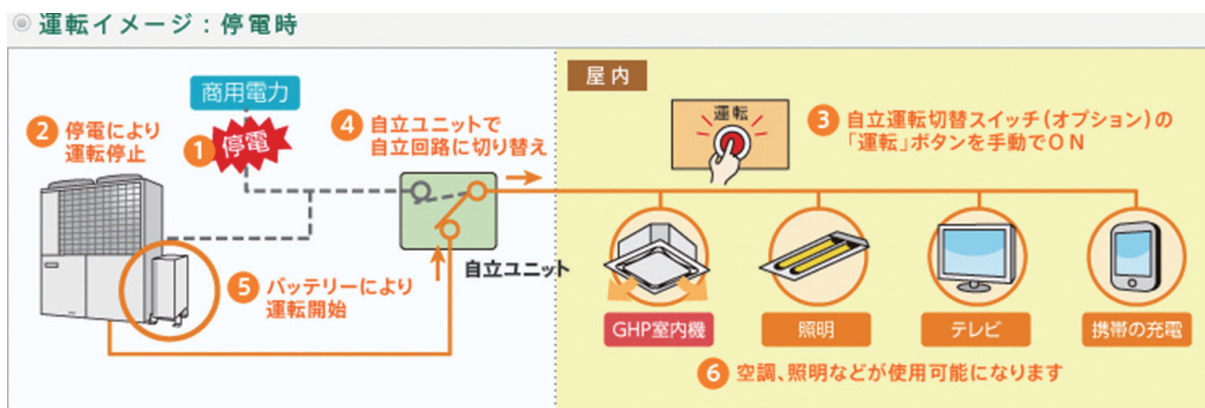 運転イメージ：停電時
商用電力
① 停電
② 停電により
運転停止
④ 自立ユニットで
自立回路に切り替え
自立ユニット
⑤ バッテリーにより
運転開始
屋内
運転
③ 自立運転切替スイッチ（オプション）の
「運転」ボタンを手動でＯＮ
GHP室内機
照明
テレビ
携帯の充電
⑥ 空調、照明などが使用可能になります